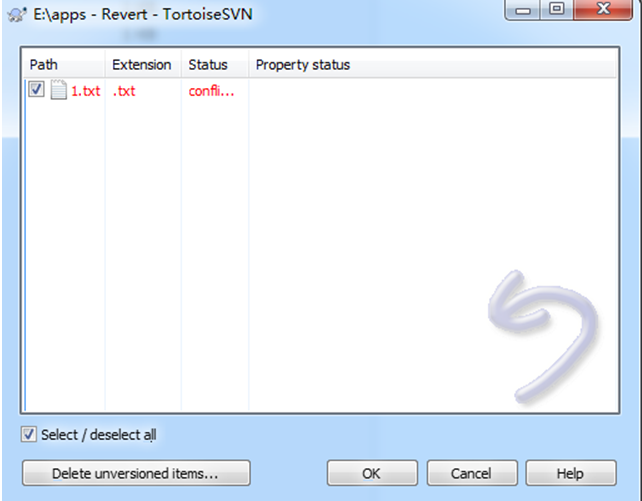 E:\apps - Revert - TortoiseSVN
Path Extension Status Property status
1.txt .txt confli...
Select / deselect all
Delete unversioned items... OK Cancel Help